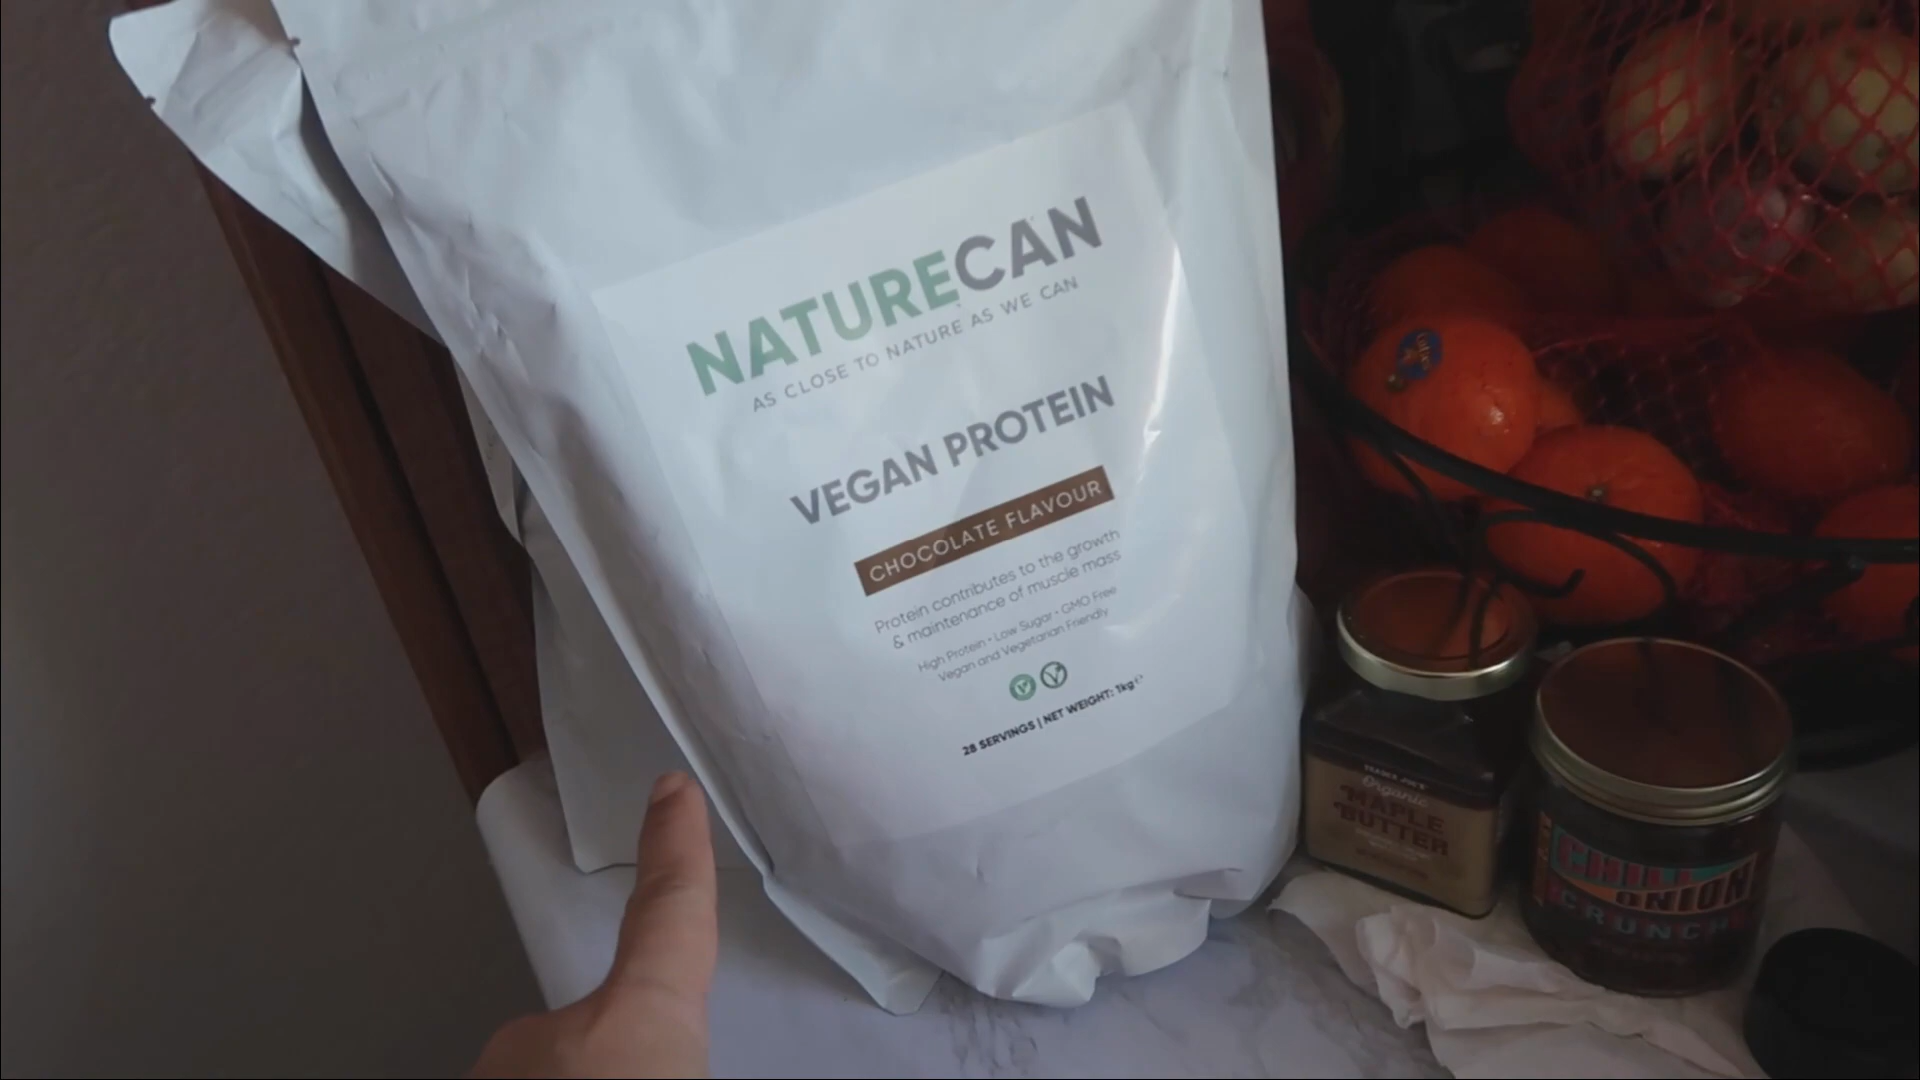 NATURECAN
AS CLOSE TO NATURE AS WE CAN
VEGAN PROTEIN
CHOCOLATE FLAVOUR
Protein contributes to the growth
& maintenance of muscle mass
High Protein • Low Sugar • GMO Free
Vegan and Vegetarian Friendly
28 SERVINGS | NET WEIGHT: 1kg℮
TRADER JOE'S
Organic
MAPLE
BUTTER
CHILI
ONION
CRUNCH